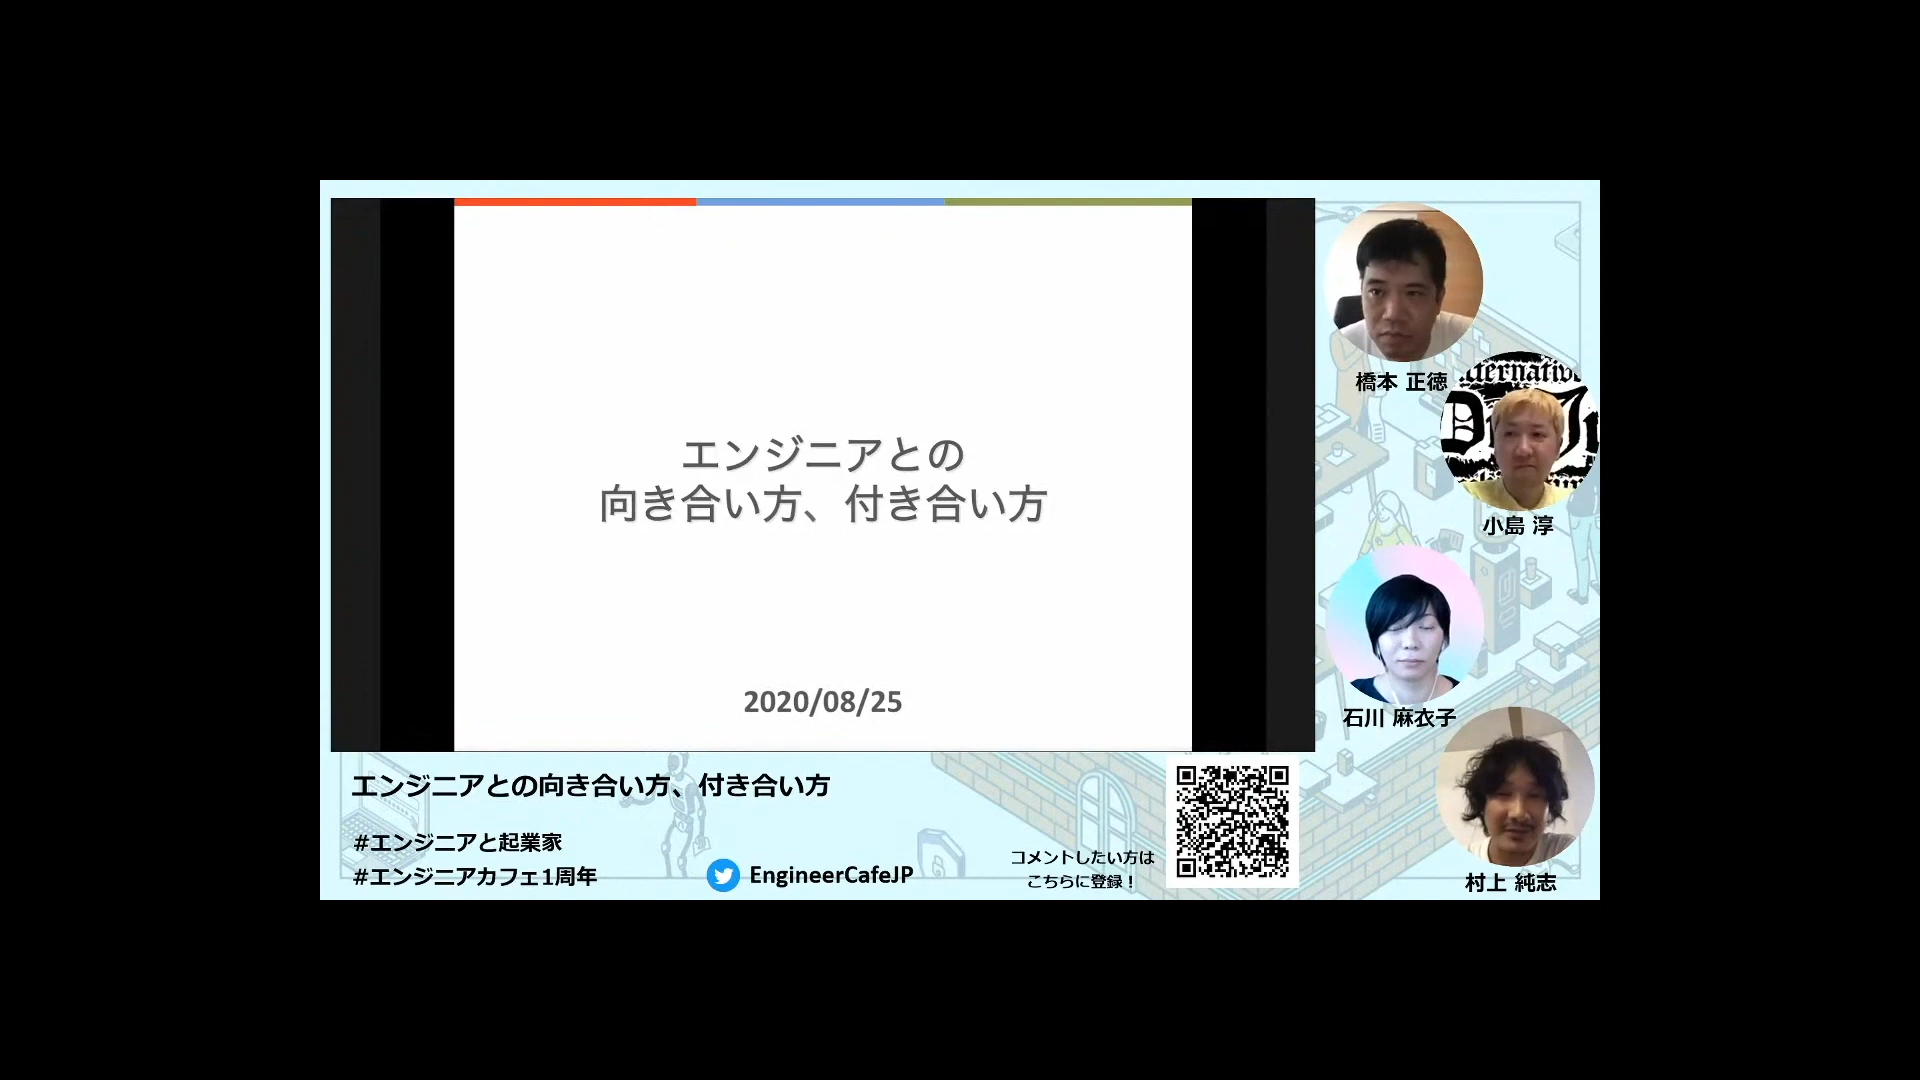 エンジニアとの
向き合い方、付き合い方
2020/08/25
橋本 正徳
小島 淳
石川 麻衣子
村上 純志
エンジニアとの向き合い方、付き合い方
#エンジニアと起業家
#エンジニアカフェ1周年
EngineerCafeJP
コメントしたい方は
こちらに登録！